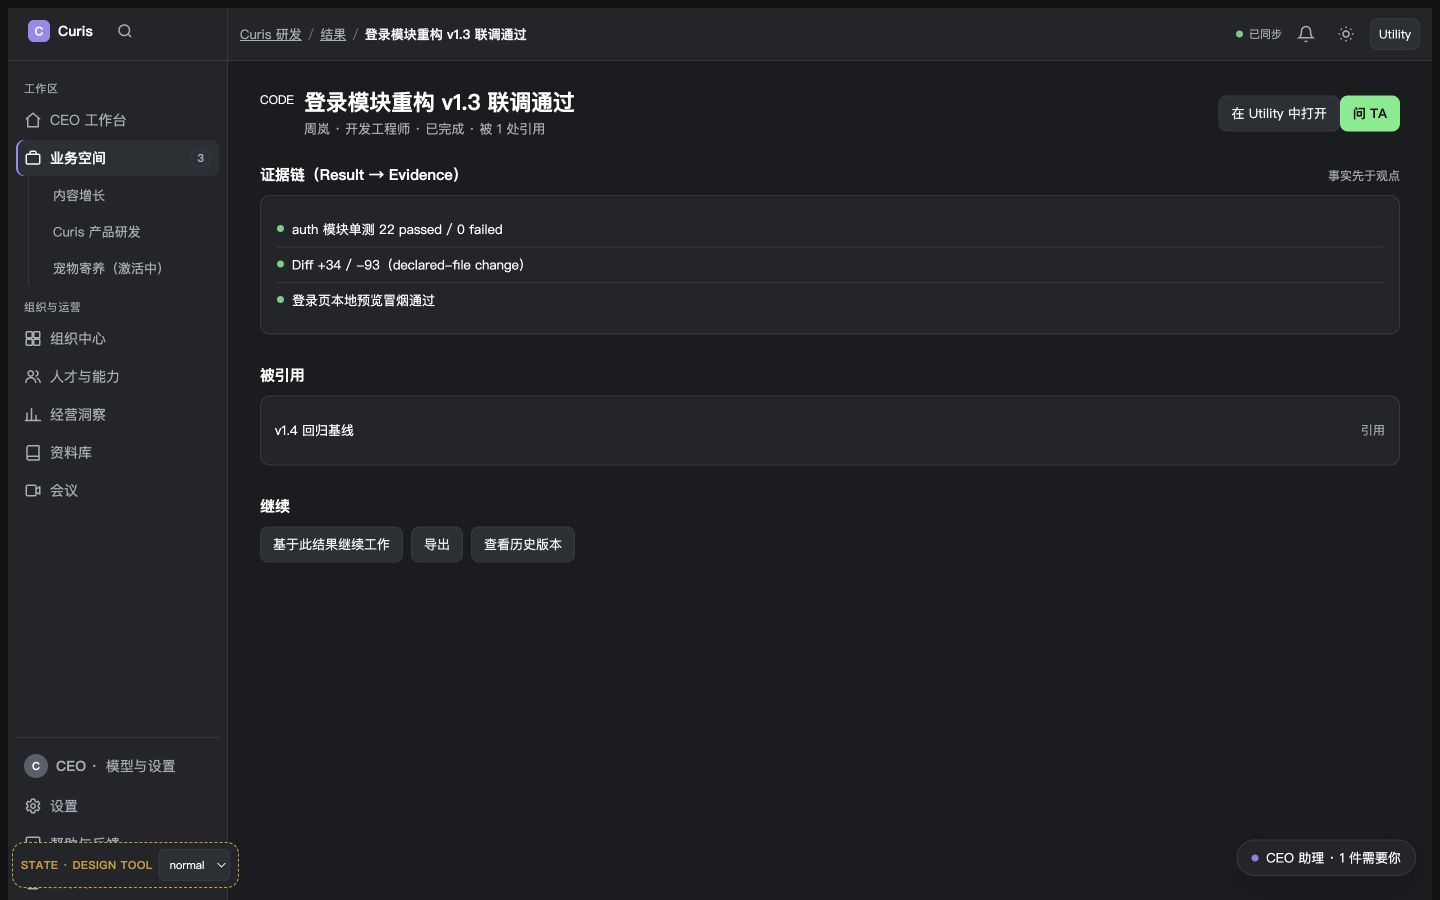 C Curis
Curis 研发 / 结果 / 登录模块重构 v1.3 联调通过
已同步
Utility
工作区
CEO 工作台
业务空间 3
内容增长
Curis 产品研发
宠物寄养（激活中）
组织与运营
组织中心
人才与能力
经营洞察
资料库
会议
C CEO · 模型与设置
设置
帮助与反馈
STATE · DESIGN TOOL normal
CODE 登录模块重构 v1.3 联调通过
周岚 · 开发工程师 · 已完成 · 被 1 处引用
在 Utility 中打开
问 TA
证据链（Result → Evidence）
事实先于观点
auth 模块单测 22 passed / 0 failed
Diff +34 / −93（declared-file change）
登录页本地预览冒烟通过
被引用
v1.4 回归基线
引用
继续
基于此结果继续工作
导出
查看历史版本
CEO 助理 · 1 件需要你